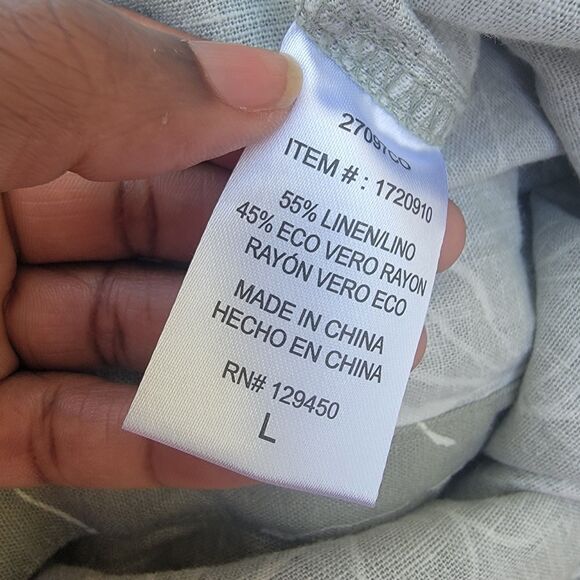 27097CO
ITEM # : 1720910
55% LINEN/LINO
45% ECO VERO RAYON
RAYÓN VERO ECO
MADE IN CHINA
HECHO EN CHINA
RN# 129450
L